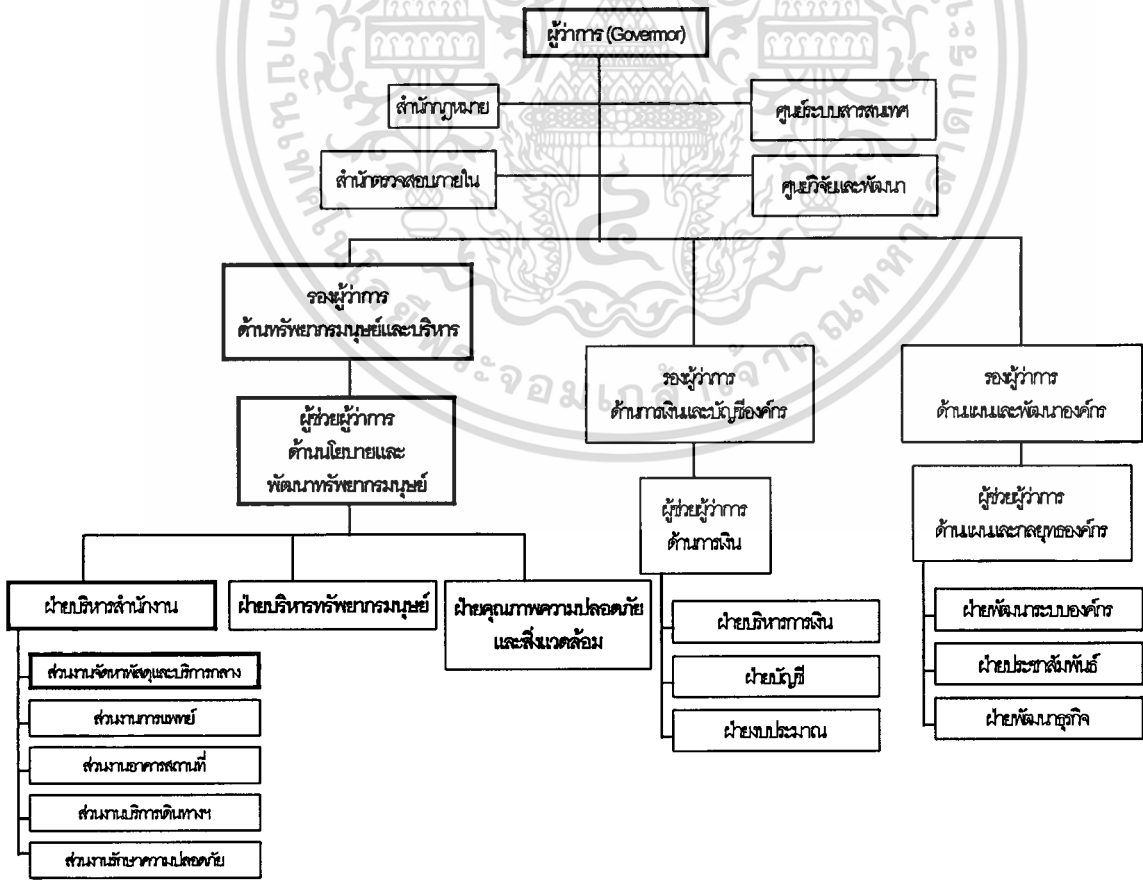 ผู้ว่าการ (Governor)
สำนักกฎหมาย
ศูนย์ระบบสารสนเทศ
สำนักตรวจสอบภายใน
ศูนย์วิจัยและพัฒนา
รองผู้ว่าการ
ด้านทรัพยากรมนุษย์และบริหาร
ผู้ช่วยผู้ว่าการ
ด้านนโยบายและ
พัฒนาทรัพยากรมนุษย์
ฝ่ายบริหารสำนักงาน
ส่วนงานจัดหาพัสดุและบริการกลาง
ส่วนงานการแพทย์
ส่วนงานอาคารสถานที่
ส่วนงานบริการเดินทางฯ
ส่วนงานรักษาความปลอดภัย
ฝ่ายบริหารทรัพยากรมนุษย์
ฝ่ายคุณภาพความปลอดภัย
และสิ่งแวดล้อม
รองผู้ว่าการ
ด้านการเงินและบัญชีองค์กร
ผู้ช่วยผู้ว่าการ
ด้านการเงิน
ฝ่ายบริหารการเงิน
ฝ่ายบัญชี
ฝ่ายงบประมาณ
รองผู้ว่าการ
ด้านแผนและพัฒนาองค์กร
ผู้ช่วยผู้ว่าการ
ด้านแผนและกลยุทธองค์กร
ฝ่ายพัฒนาระบบองค์กร
ฝ่ายประชาสัมพันธ์
ฝ่ายพัฒนาธุรกิจ
พระจอมเกล้าเจ้าคุณทหาร